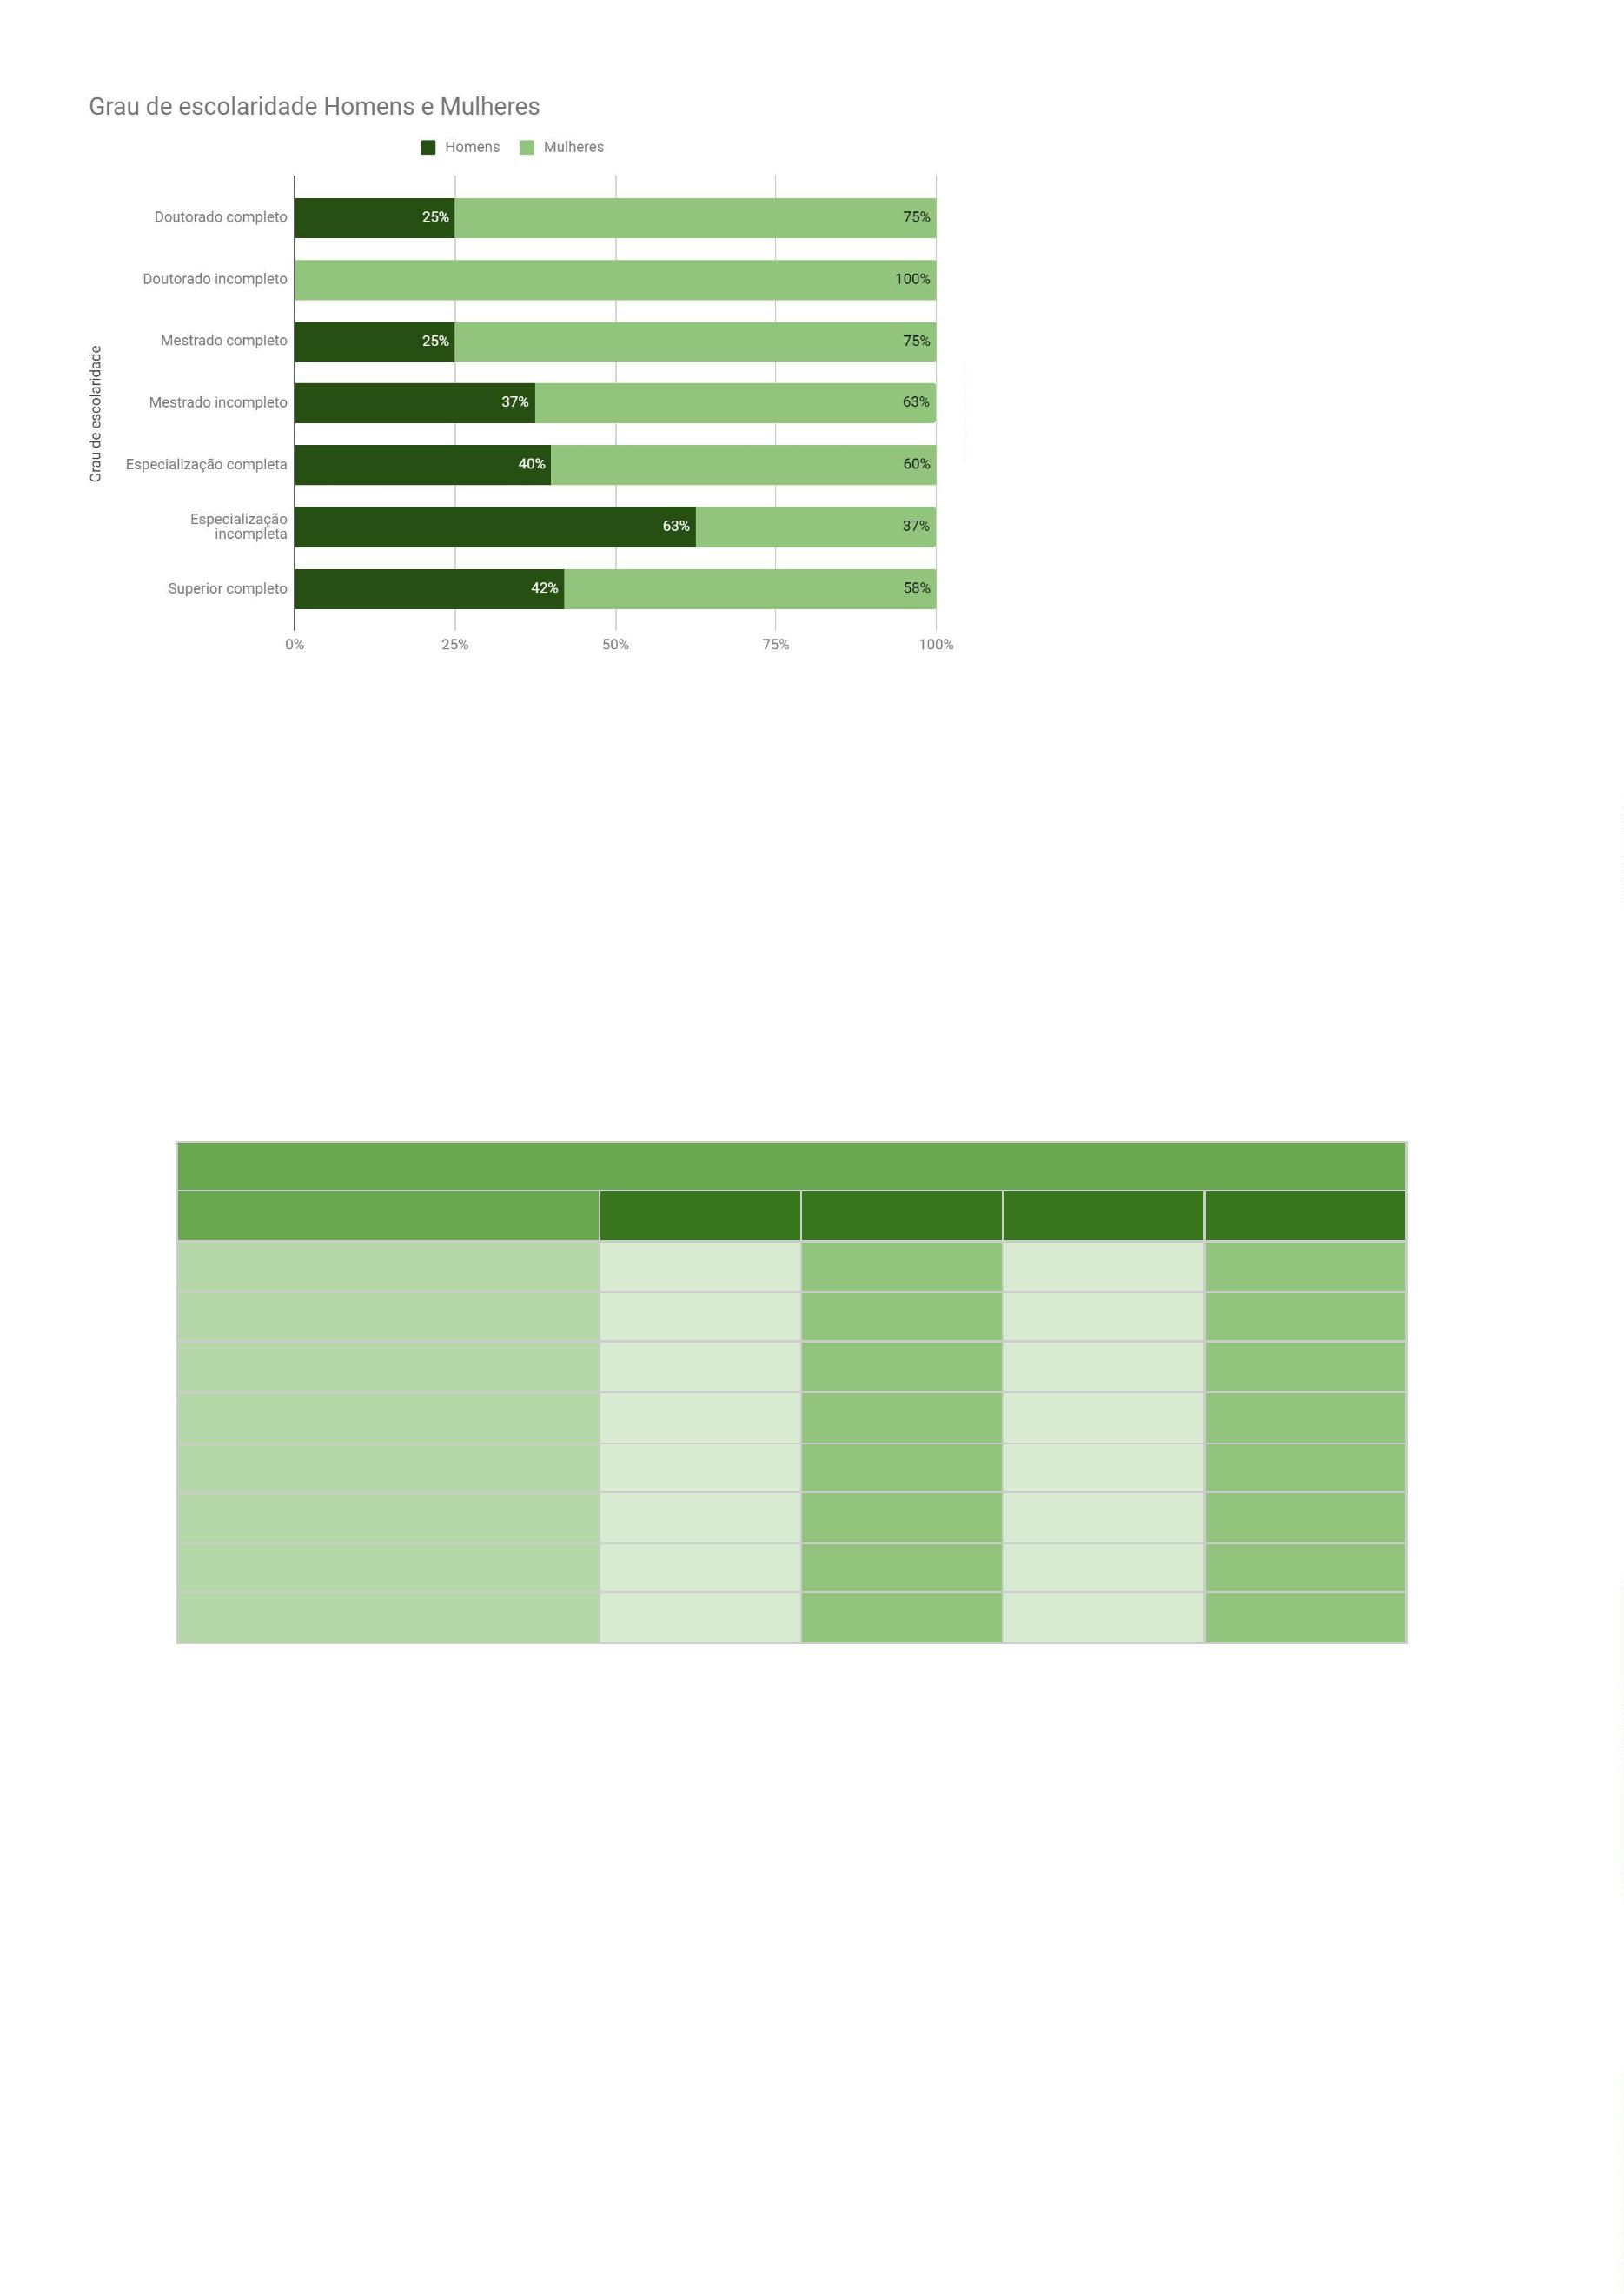 Grau de escolaridade Homens e Mulheres
Homens Mulheres
Grau de escolaridade
Doutorado completo 25% 75%
Doutorado incompleto 100%
Mestrado completo 25% 75%
Mestrado incompleto 37% 63%
Especialização completa 40% 60%
Especialização
incompleta 63% 37%
Superior completo 42% 58%
0% 25% 50% 75% 100%